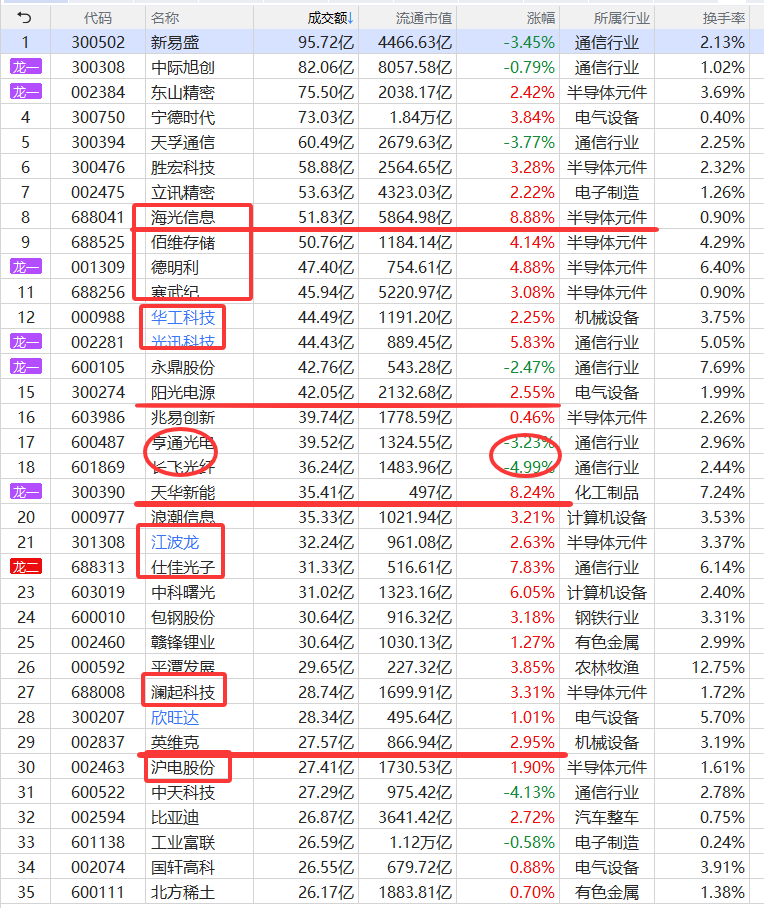 代码 名称 成交额↓ 流通市值 涨幅 所属行业 换手率
1 300502 新易盛 95.72亿 4466.63亿 -3.45% 通信行业 2.13%
龙一 300308 中际旭创 82.06亿 8057.58亿 -0.79% 通信行业 1.02%
龙一 002384 东山精密 75.50亿 2038.17亿 2.42% 半导体元件 3.69%
4 300750 宁德时代 73.03亿 1.84万亿 3.84% 电气设备 0.40%
5 300394 天孚通信 60.49亿 2679.63亿 -3.77% 通信行业 2.25%
6 300476 胜宏科技 58.88亿 2564.65亿 3.28% 半导体元件 2.32%
7 002475 立讯精密 53.63亿 4323.03亿 2.22% 电子制造 1.26%
8 688041 海光信息 51.83亿 5864.98亿 8.88% 半导体元件 0.90%
9 688525 佰维存储 50.76亿 1184.14亿 4.14% 半导体元件 4.29%
龙一 001309 德明利 47.40亿 754.61亿 4.88% 半导体元件 6.40%
11 688256 寒武纪 45.94亿 5220.97亿 3.08% 半导体元件 0.90%
12 000988 华工科技 44.49亿 1191.20亿 2.25% 机械设备 3.75%
龙一 002281 光迅科技 44.43亿 889.45亿 5.83% 通信行业 5.05%
龙一 600105 永鼎股份 42.76亿 543.28亿 -2.47% 通信行业 7.69%
15 300274 阳光电源 42.05亿 2132.68亿 2.55% 电气设备 1.99%
16 603986 兆易创新 39.74亿 1778.59亿 0.46% 半导体元件 2.26%
17 600487 亨通光电 39.52亿 1324.55亿 -3.23% 通信行业 2.96%
18 601869 长飞光纤 36.24亿 1483.96亿 -4.99% 通信行业 2.44%
龙一 300390 天华新能 35.41亿 497亿 8.24% 化工制品 7.24%
20 000977 浪潮信息 35.33亿 1021.94亿 3.21% 计算机设备 3.53%
21 301308 江波龙 32.24亿 961.08亿 2.63% 半导体元件 3.37%
龙二 688313 仕佳光子 31.33亿 516.61亿 7.83% 通信行业 6.14%
23 603019 中科曙光 31.02亿 1323.16亿 6.05% 计算机设备 2.40%
24 600010 包钢股份 30.64亿 916.32亿 3.18% 钢铁行业 3.31%
25 002460 赣锋锂业 30.64亿 1030.13亿 1.27% 有色金属 2.99%
26 000592 平潭发展 29.65亿 227.32亿 3.85% 农林牧渔 12.75%
27 688008 澜起科技 28.74亿 1699.91亿 3.31% 半导体元件 1.72%
28 300207 欣旺达 28.34亿 495.64亿 1.01% 电气设备 5.70%
29 002837 英维克 27.57亿 866.94亿 2.95% 机械设备 3.19%
30 002463 沪电股份 27.41亿 1730.53亿 1.90% 半导体元件 1.61%
31 600522 中天科技 27.29亿 975.42亿 -4.13% 通信行业 2.78%
32 002594 比亚迪 26.87亿 3641.42亿 2.72% 汽车整车 0.75%
33 601138 工业富联 26.59亿 1.12万亿 -0.58% 电子制造 0.24%
34 002074 国轩高科 26.55亿 679.72亿 0.88% 电气设备 3.91%
35 600111 北方稀土 26.17亿 1883.81亿 0.70% 有色金属 1.38%